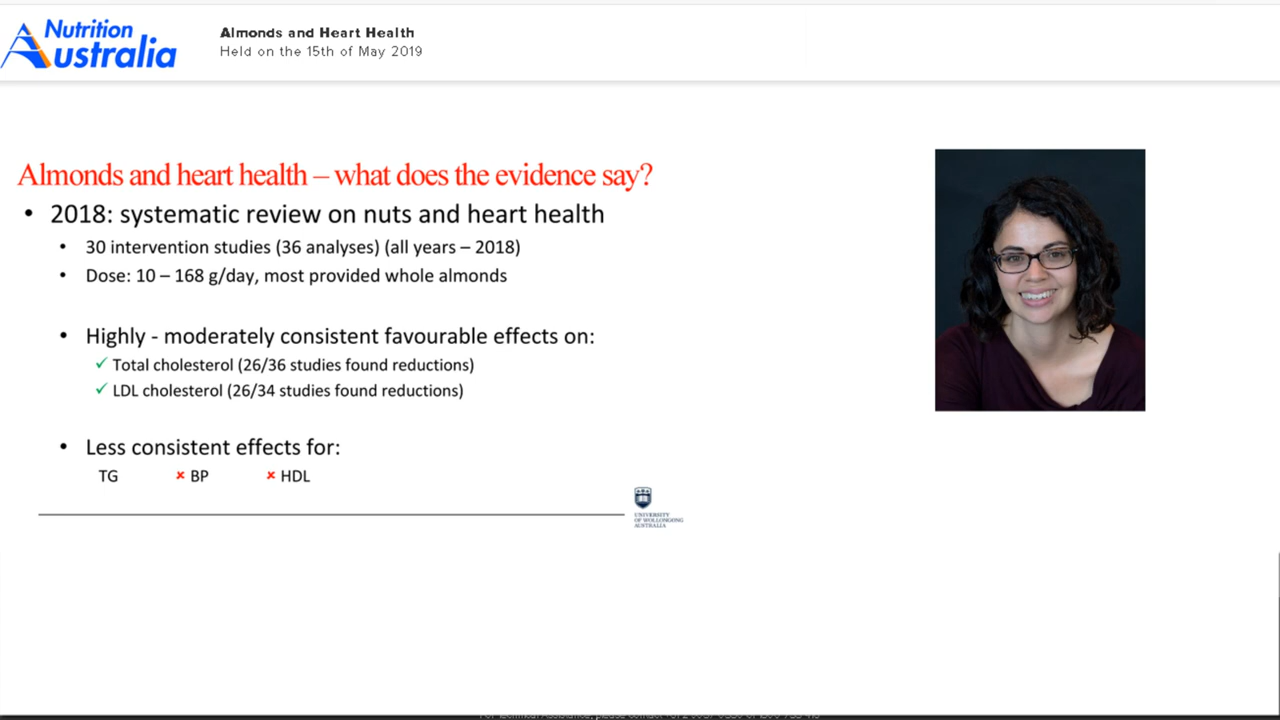 Nutrition
Australia
Almonds and Heart Health
Held on the 15th of May 2019
Almonds and heart health – what does the evidence say?
• 2018: systematic review on nuts and heart health
• 30 intervention studies (36 analyses) (all years – 2018)
• Dose: 10 – 168 g/day, most provided whole almonds
• Highly - moderately consistent favourable effects on:
✓ Total cholesterol (26/36 studies found reductions)
✓ LDL cholesterol (26/34 studies found reductions)
• Less consistent effects for:
TG × BP × HDL
UNIVERSITY
OF WOLLONGONG
AUSTRALIA